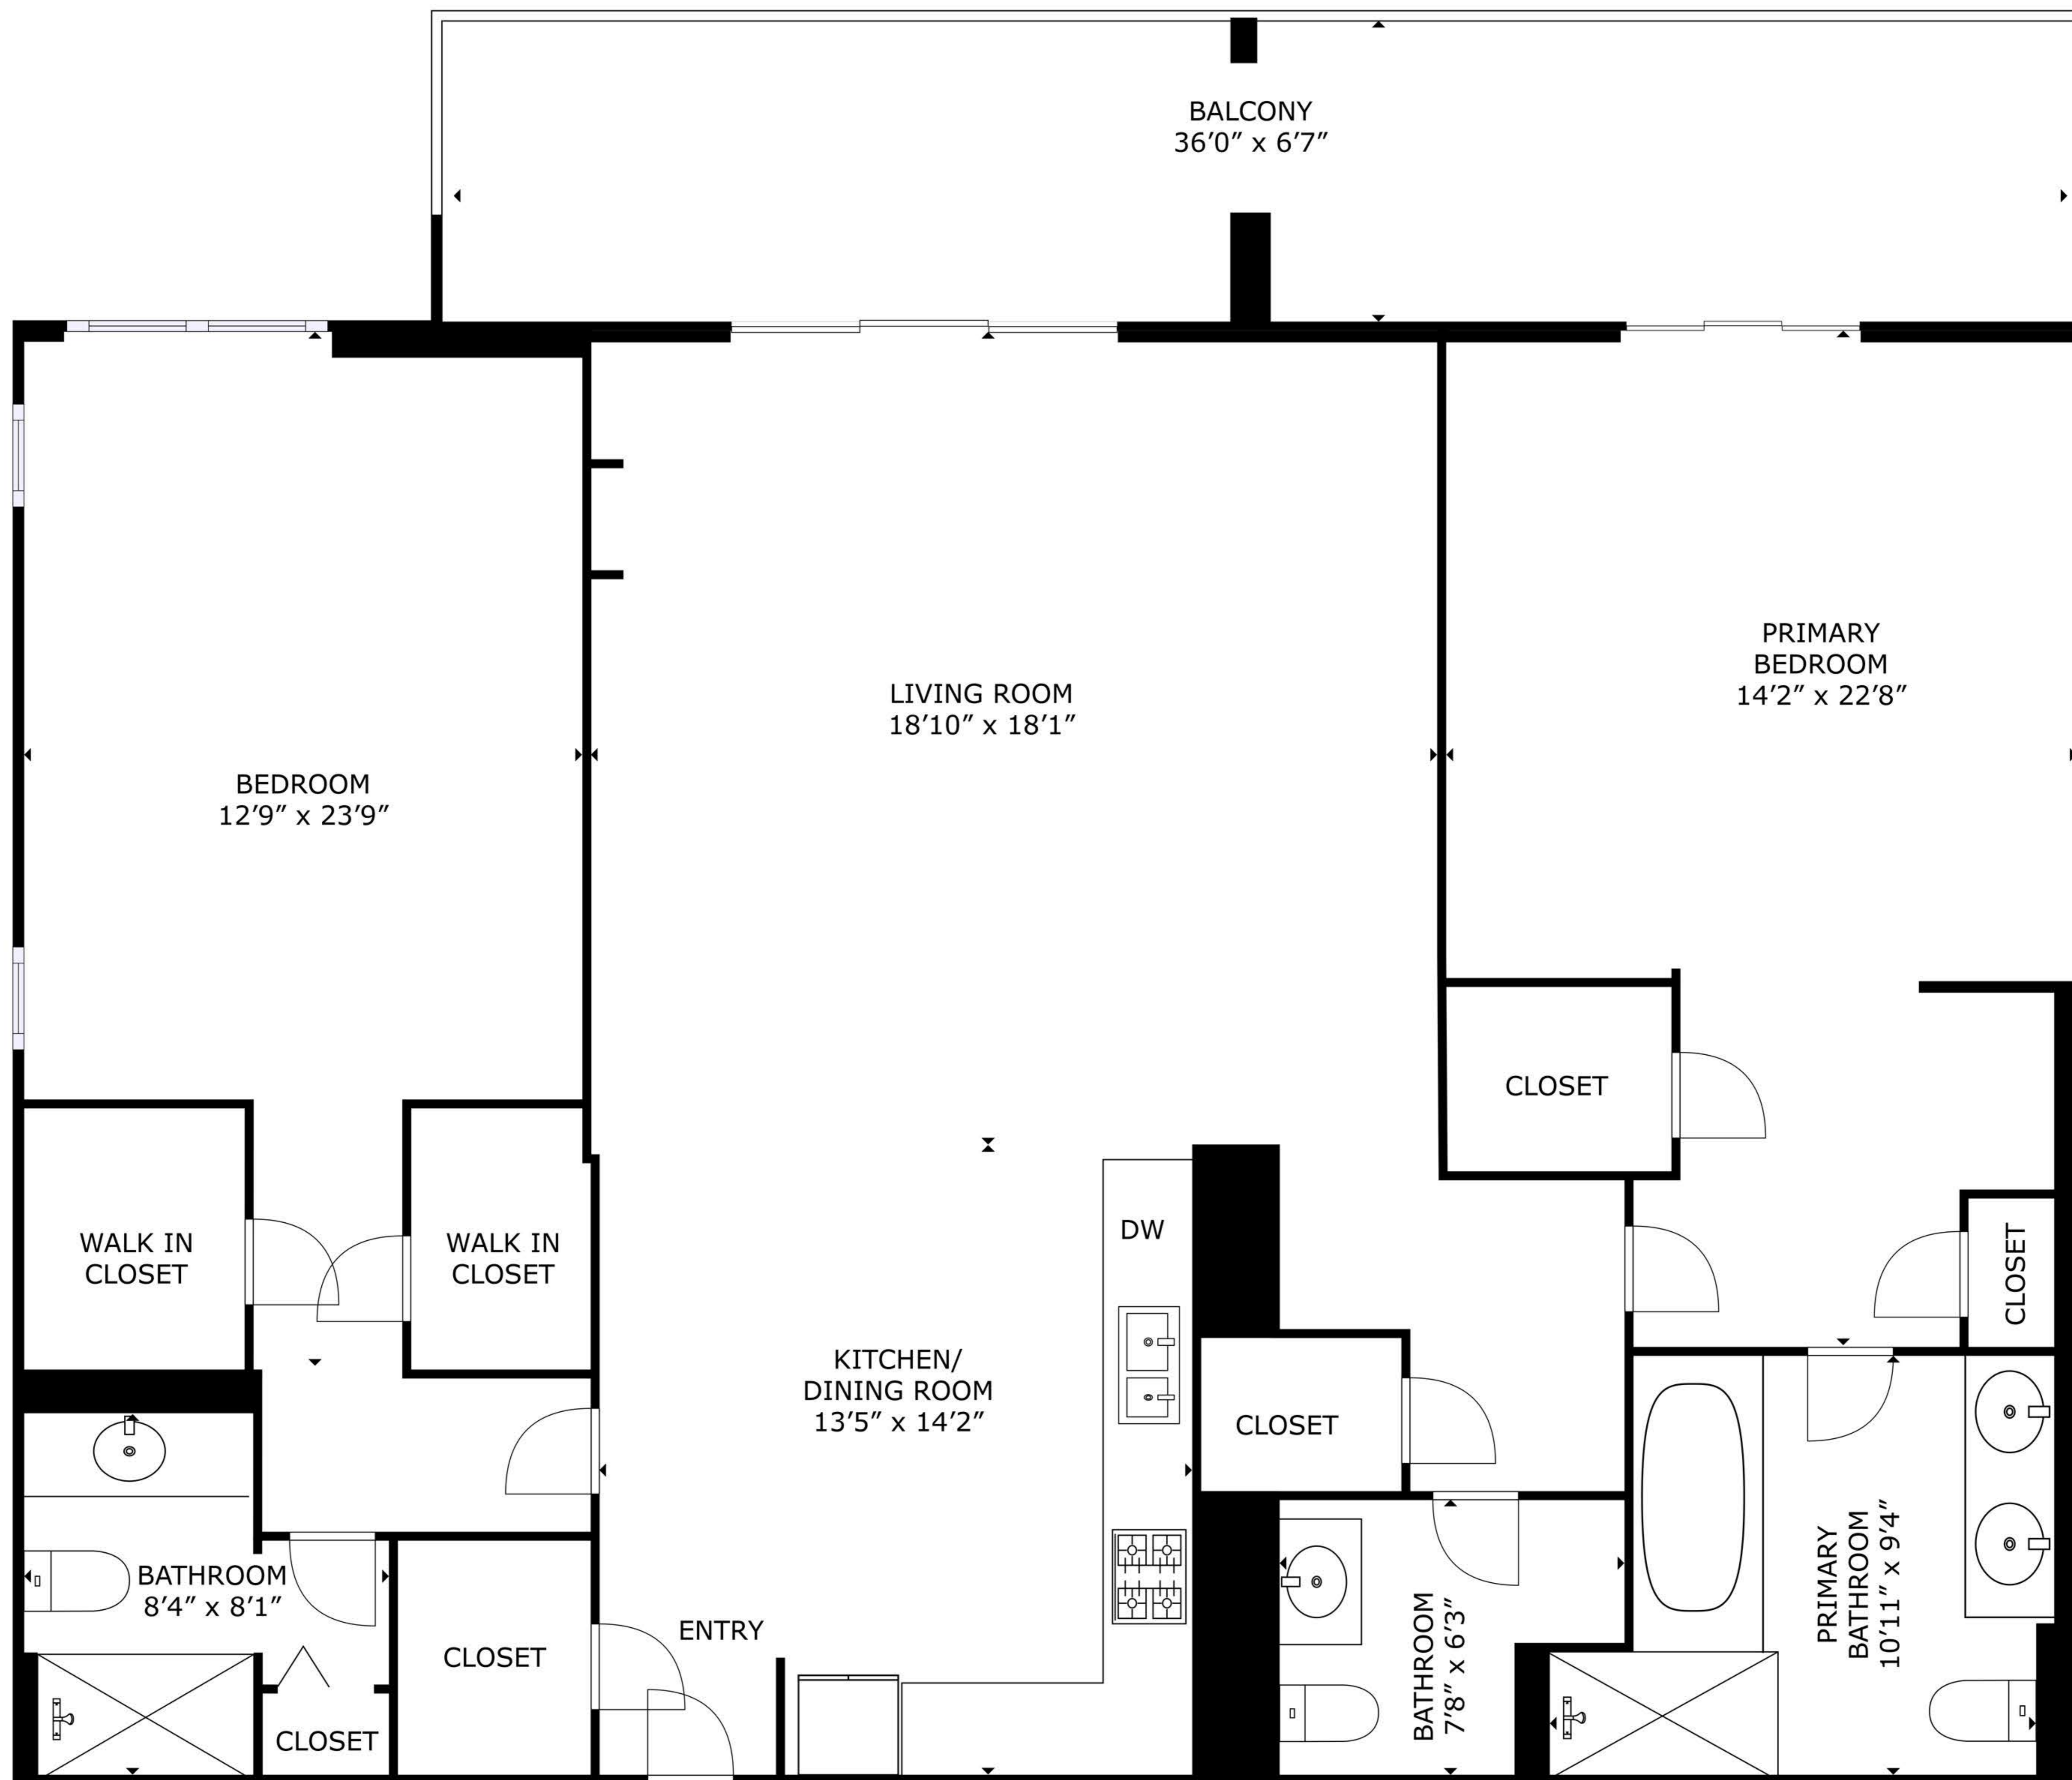 BALCONY
36′0″ x 6′7″
PRIMARY
BEDROOM
14′2″ x 22′8″
LIVING ROOM
18′10″ x 18′1″
BEDROOM
12′9″ x 23′9″
CLOSET
WALK IN
CLOSET
WALK IN
CLOSET
DW
CLOSET
KITCHEN/
DINING ROOM
13′5″ x 14′2″
CLOSET
BATHROOM
8′4″ x 8′1″
ENTRY
CLOSET
CLOSET
BATHROOM
7′8″ x 6′3″
PRIMARY
BATHROOM
10′11″ x 9′4″